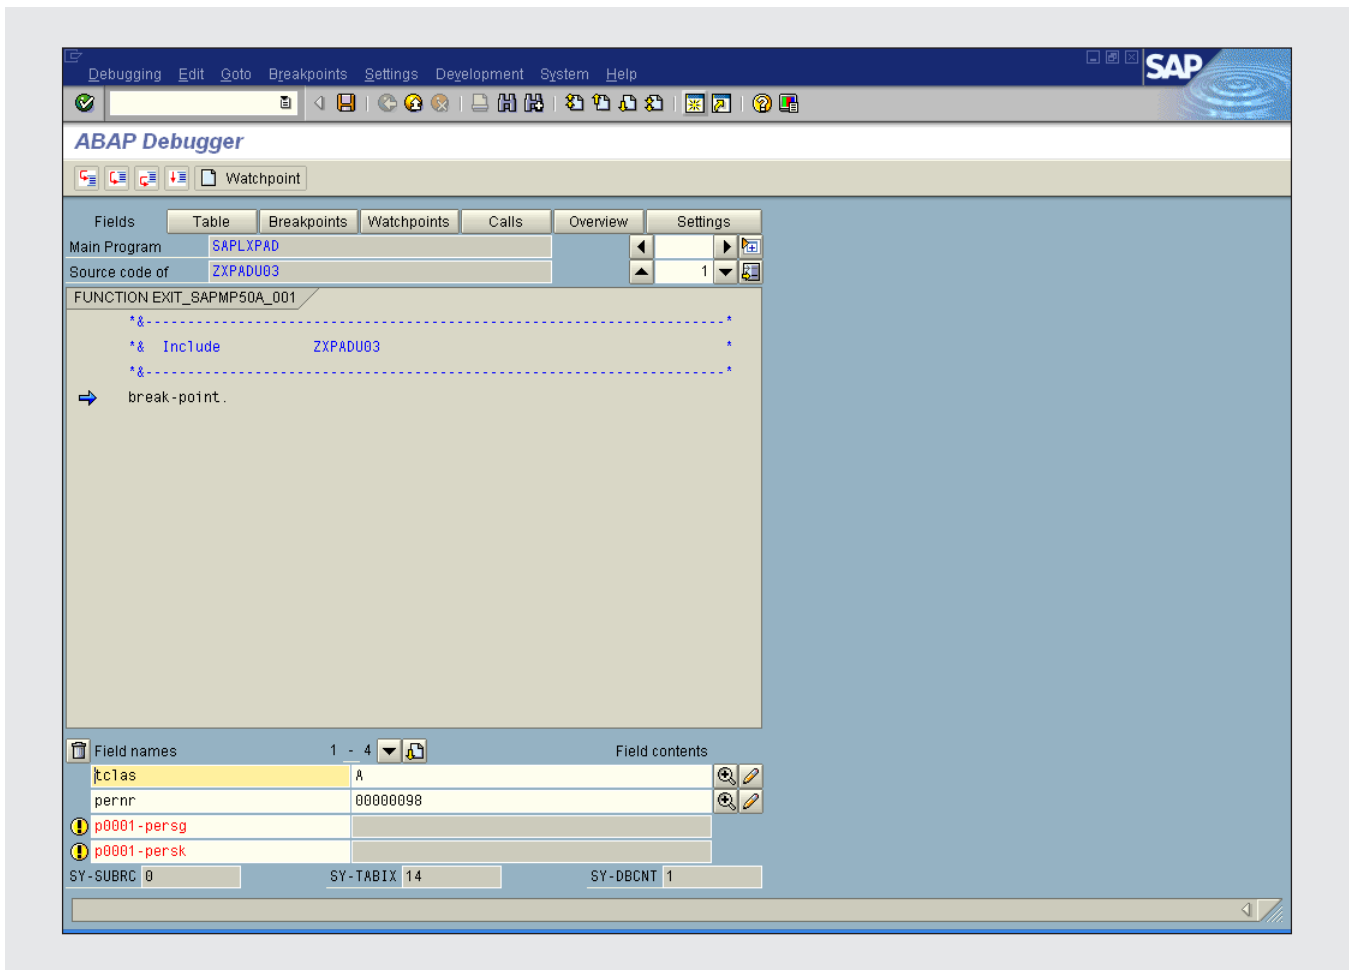 Debugging Edit Goto Breakpoints Settings Development System Help
SAP
ABAP Debugger
Watchpoint
Fields Table Breakpoints Watchpoints Calls Overview Settings
Main Program SAPLXPAD
Source code of ZXPADU03 1
FUNCTION EXIT_SAPMP50A_001
*&---------------------------------------------------------------------*
*& Include ZXPADU03 *
*&---------------------------------------------------------------------*
break-point.
Field names 1 - 4 Field contents
tclas A
pernr 00000098
p0001-persg
p0001-persk
SY-SUBRC 0 SY-TABIX 14 SY-DBCNT 1